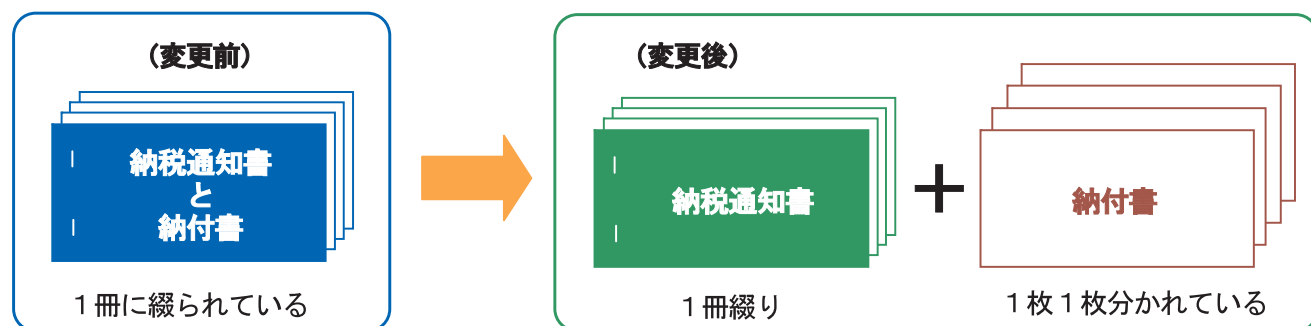 (変更前)
納税通知書
と
納付書
1冊に綴られている
(変更後)
納税通知書
1冊綴り
+
納付書
1枚1枚分かれている